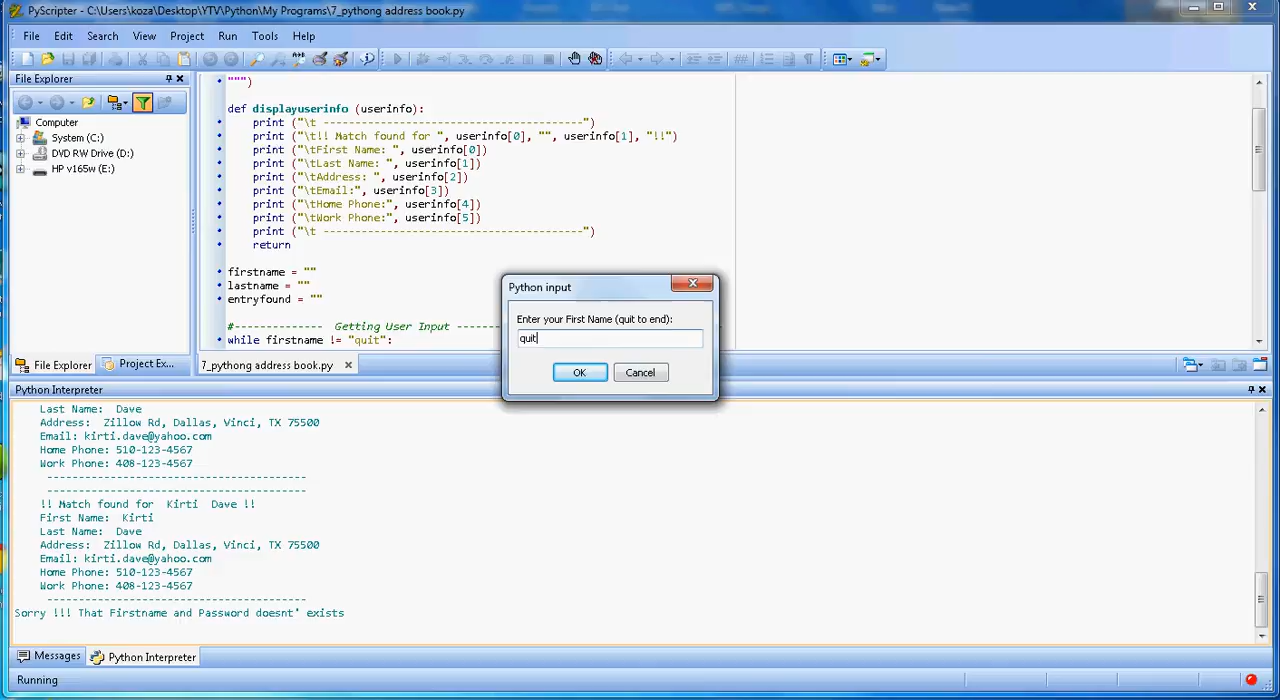 PyScripter - C:\Users\koza\Desktop\YTV\Python\My Programs\7_pythong address book.py
File Edit Search View Project Run Tools Help
File Explorer
Computer
System (C:)
DVD RW Drive (D:)
HP v165w (E:)
File Explorer Project Ex...
""")
def displayuserinfo (userinfo):
print ("\t -----------------------------------------")
print ("\t!! Match found for ", userinfo[0], "", userinfo[1], "!!")
print ("\tFirst Name: ", userinfo[0])
print ("\tLast Name: ", userinfo[1])
print ("\tAddress: ", userinfo[2])
print ("\tEmail:", userinfo[3])
print ("\tHome Phone:", userinfo[4])
print ("\tWork Phone:", userinfo[5])
print ("\t -----------------------------------------")
return
firstname = ""
lastname = ""
entryfound = ""
#------------- Getting User Input -------
while firstname != "quit":
7_pythong address book.py
Python input
Enter your First Name (quit to end):
quit
OK Cancel
Python Interpreter
Last Name: Dave
Address: Zillow Rd, Dallas, Vinci, TX 75500
Email: kirti.dave@yahoo.com
Home Phone: 510-123-4567
Work Phone: 408-123-4567
-----------------------------------------
-----------------------------------------
!! Match found for Kirti Dave !!
First Name: Kirti
Last Name: Dave
Address: Zillow Rd, Dallas, Vinci, TX 75500
Email: kirti.dave@yahoo.com
Home Phone: 510-123-4567
Work Phone: 408-123-4567
-----------------------------------------
Sorry !!! That Firstname and Password doesnt' exists
Messages Python Interpreter
Running